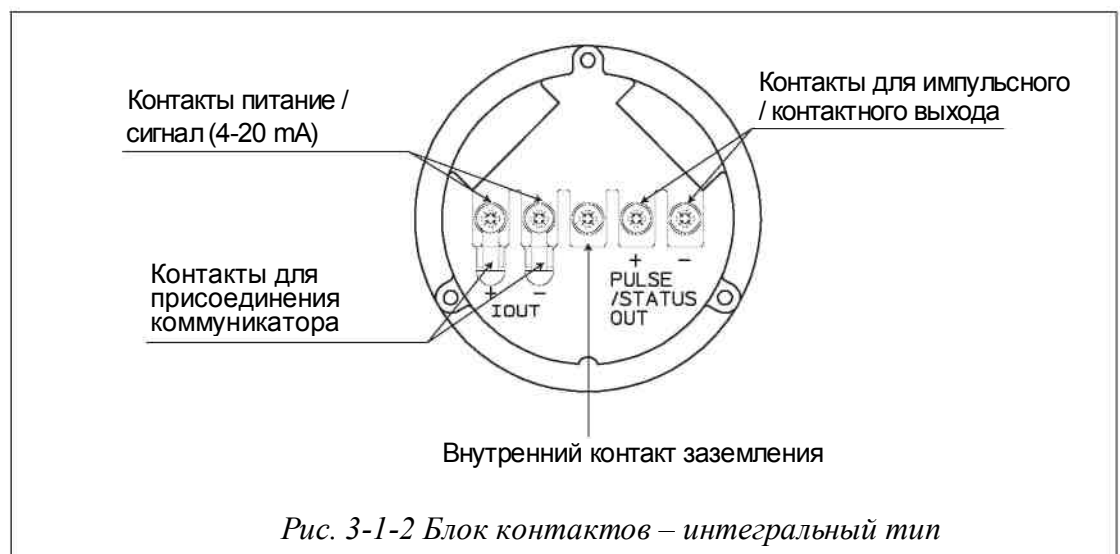 Контакты питание /
сигнал (4-20 mA)
Контакты для импульсного
/ контактного выхода
Контакты для
присоединения
коммуникатора
+ -
IOUT
+ -
PULSE
/STATUS
OUT
Внутренний контакт заземления
Рис. 3-1-2 Блок контактов – интегральный тип